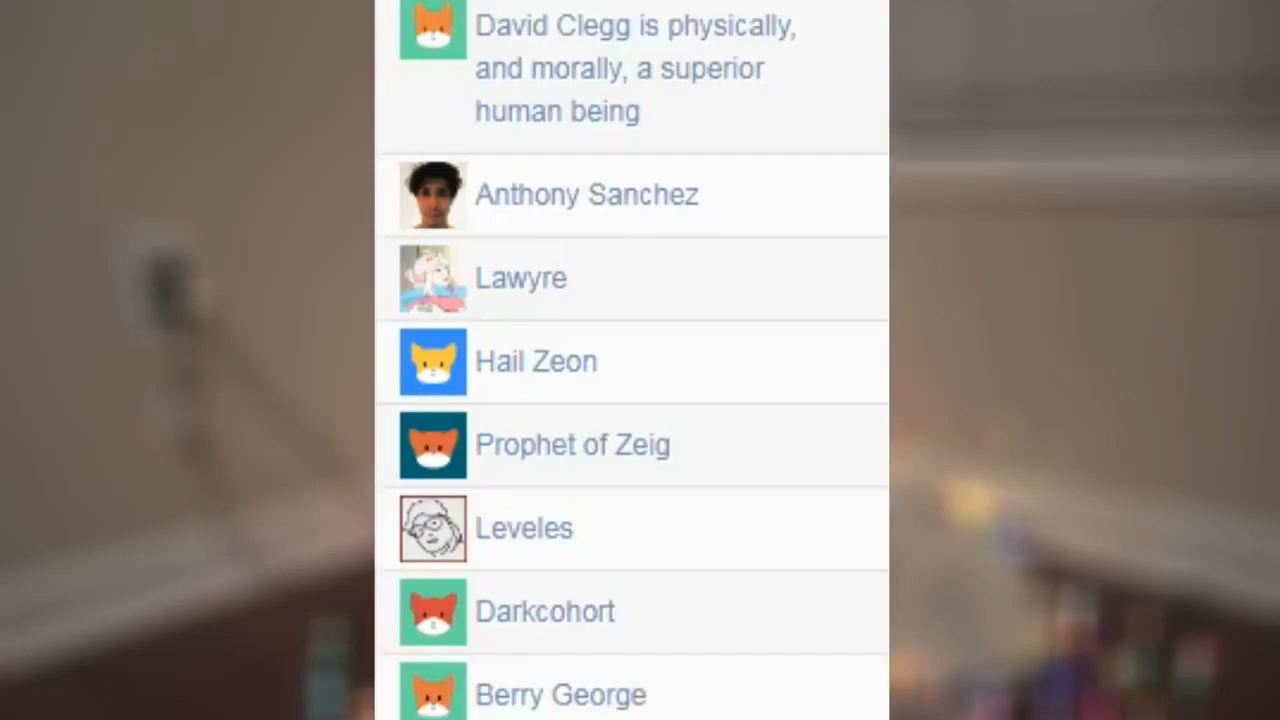 David Clegg is physically,
and morally, a superior
human being
Anthony Sanchez
Lawyre
Hail Zeon
Prophet of Zeig
Leveles
Darkcohort
Berry George